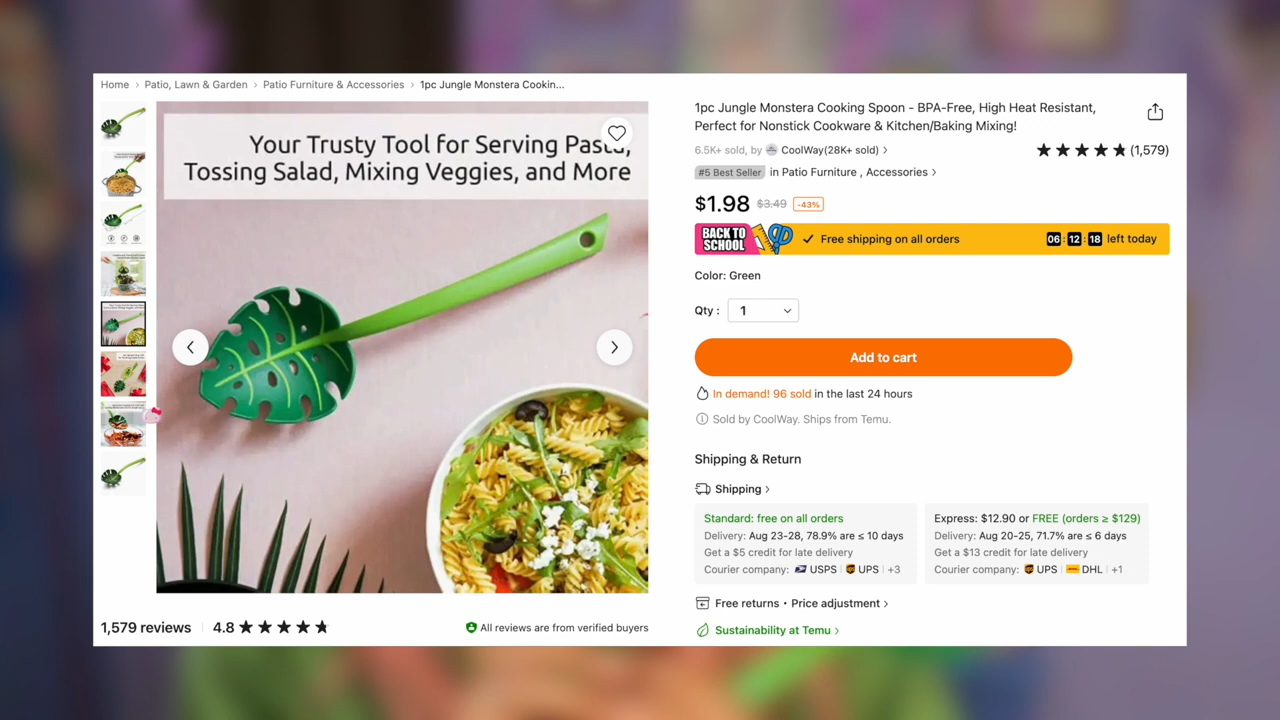 Home › Patio, Lawn & Garden › Patio Furniture & Accessories › 1pc Jungle Monstera Cookin...
Your Trusty Tool for Serving Pasta,
Tossing Salad, Mixing Veggies, and More
1,579 reviews
4.8
All reviews are from verified buyers
1pc Jungle Monstera Cooking Spoon - BPA-Free, High Heat Resistant,
Perfect for Nonstick Cookware & Kitchen/Baking Mixing!
6.5K+ sold, by CoolWay(28K+ sold) ›
(1,579)
#5 Best Seller in Patio Furniture , Accessories ›
$1.98 $3.49 -43%
BACK TO
SCHOOL
Free shipping on all orders
06 : 12 : 18 left today
Color: Green
Qty : 1
Add to cart
In demand! 96 sold in the last 24 hours
Sold by CoolWay. Ships from Temu.
Shipping & Return
Shipping ›
Standard: free on all orders
Delivery: Aug 23-28, 78.9% are ≤ 10 days
Get a $5 credit for late delivery
Courier company: USPS | UPS | +3
Express: $12.90 or FREE (orders ≥ $129)
Delivery: Aug 20-25, 71.7% are ≤ 6 days
Get a $13 credit for late delivery
Courier company: UPS | DHL | +1
Free returns • Price adjustment ›
Sustainability at Temu ›